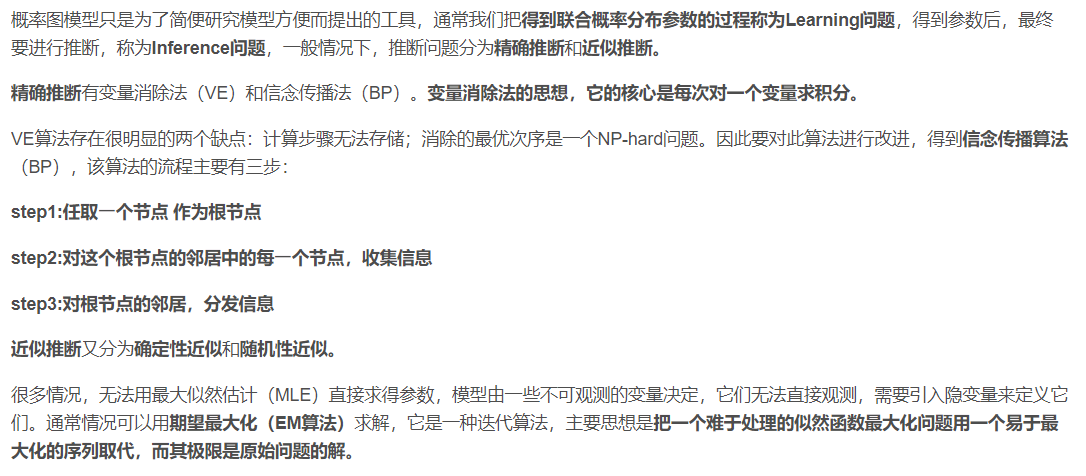 概率图模型只是为了简便研究模型方便而提出的工具，通常我们把得到联合概率分布参数的过程称为Learning问题，得到参数后，最终
要进行推断，称为Inference问题，一般情况下，推断问题分为精确推断和近似推断。
精确推断有变量消除法（VE）和信念传播法（BP）。变量消除法的思想，它的核心是每次对一个变量求积分。
VE算法存在很明显的两个缺点：计算步骤无法存储；消除的最优次序是一个NP-hard问题。因此要对此算法进行改进，得到信念传播算法
（BP），该算法的流程主要有三步：
step1:任取一个节点 作为根节点
step2:对这个根节点的邻居中的每一个节点，收集信息
step3:对根节点的邻居，分发信息
近似推断又分为确定性近似和随机性近似。
很多情况，无法用最大似然估计（MLE）直接求得参数，模型由一些不可观测的变量决定，它们无法直接观测，需要引入隐变量来定义它
们。通常情况可以用期望最大化（EM算法）求解，它是一种迭代算法，主要思想是把一个难于处理的似然函数最大化问题用一个易于最
大化的序列取代，而其极限是原始问题的解。